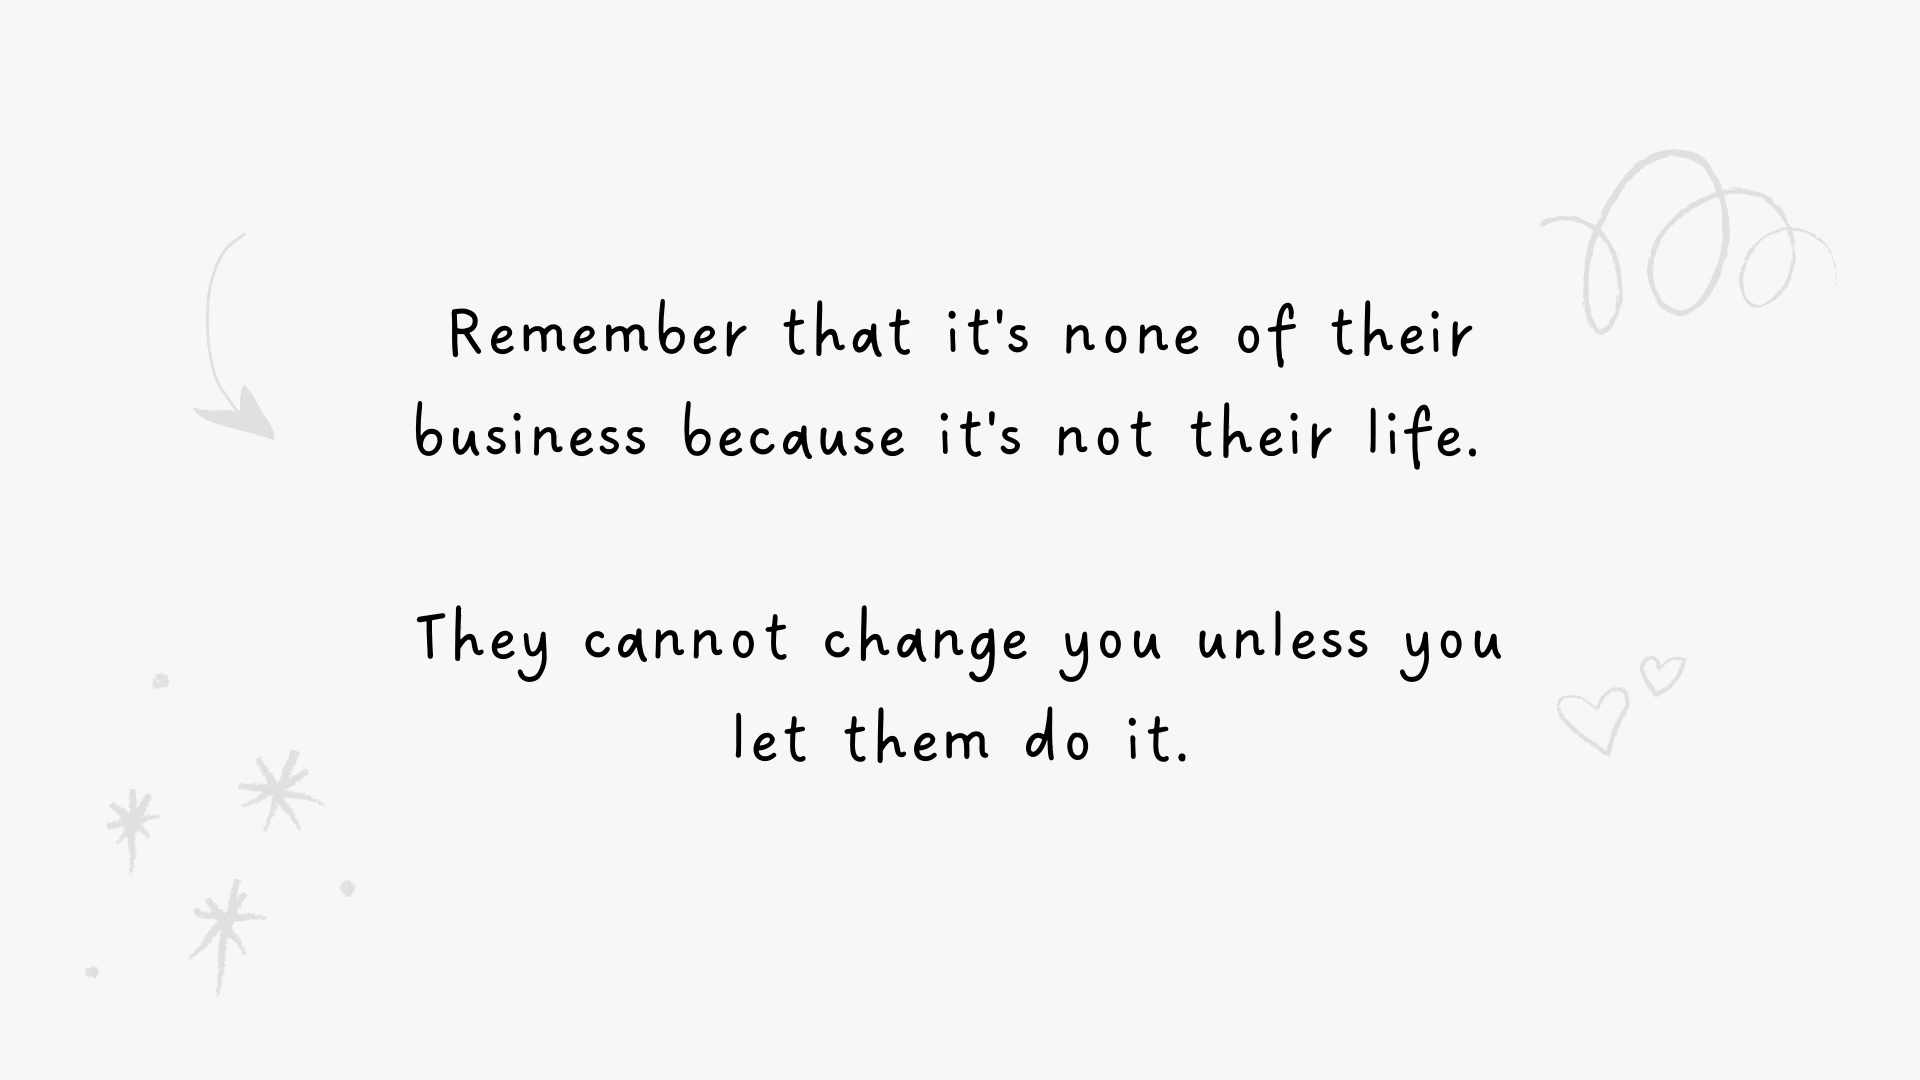 Remember that it's none of their
business because it's not their life.
They cannot change you unless you
let them do it.